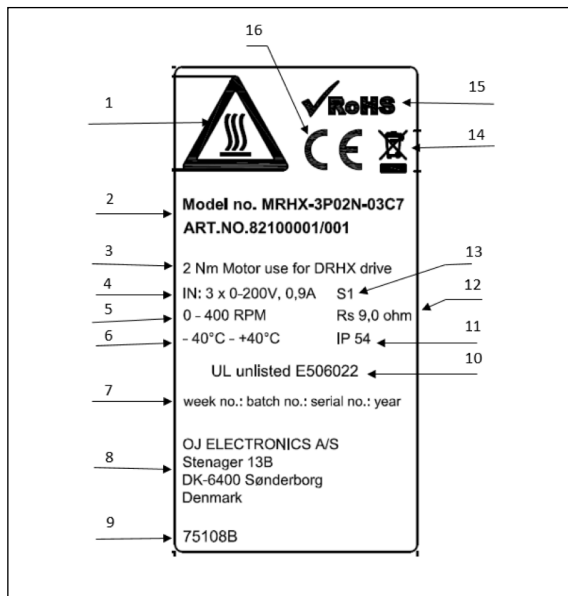 16
15
RoHS
1
14
CE
2
Model no. MRHX-3P02N-03C7
ART.NO.82100001/001
3
2 Nm Motor use for DRHX drive
13
4
IN: 3 x 0-200V, 0,9A S1
12
5
0 - 400 RPM Rs 9,0 ohm
11
6
- 40°C - +40°C IP 54
10
UL unlisted E506022
7
week no.: batch no.: serial no.: year
8
OJ ELECTRONICS A/S
Stenager 13B
DK-6400 Sønderborg
Denmark
9
75108B